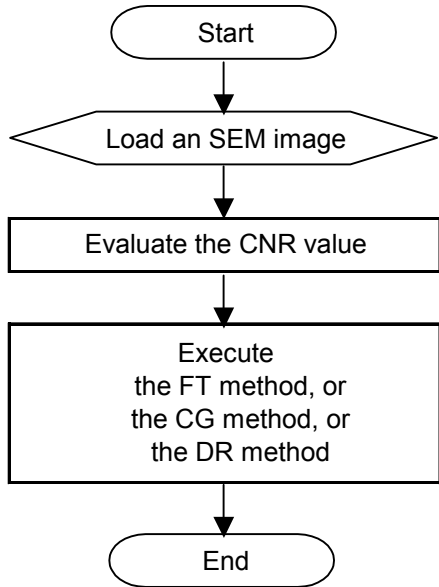 Start
Load an SEM image
Evaluate the CNR value
Execute
the FT method, or
the CG method, or
the DR method
End